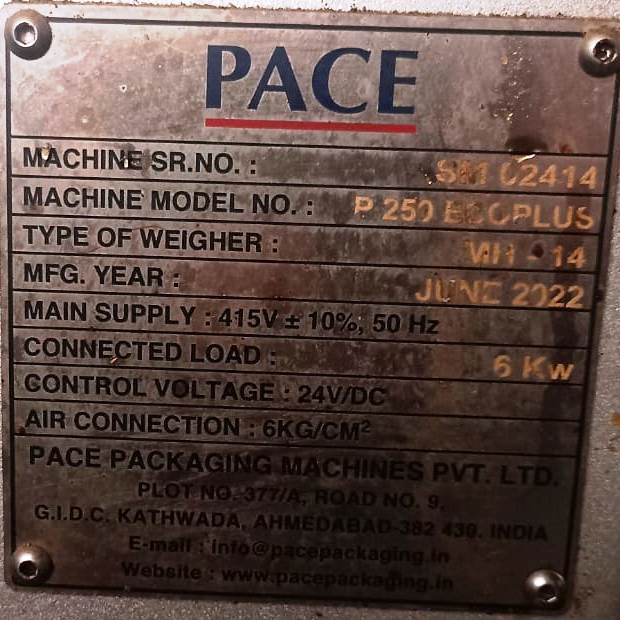 PACE
MACHINE SR.NO. : SM 02414
MACHINE MODEL NO. : P 250 ECOPLUS
TYPE OF WEIGHER : MH - 14
MFG. YEAR : JUNE 2022
MAIN SUPPLY : 415V ± 10%, 50 Hz
CONNECTED LOAD : 6 Kw
CONTROL VOLTAGE : 24V/DC
AIR CONNECTION : 6KG/CM²
PACE PACKAGING MACHINES PVT. LTD.
PLOT NO. 377/A, ROAD NO. 9,
G.I.D.C. KATHWADA, AHMEDABAD-382 430. INDIA
E-mail : info@pacepackaging.in
Website : www.pacepackaging.in